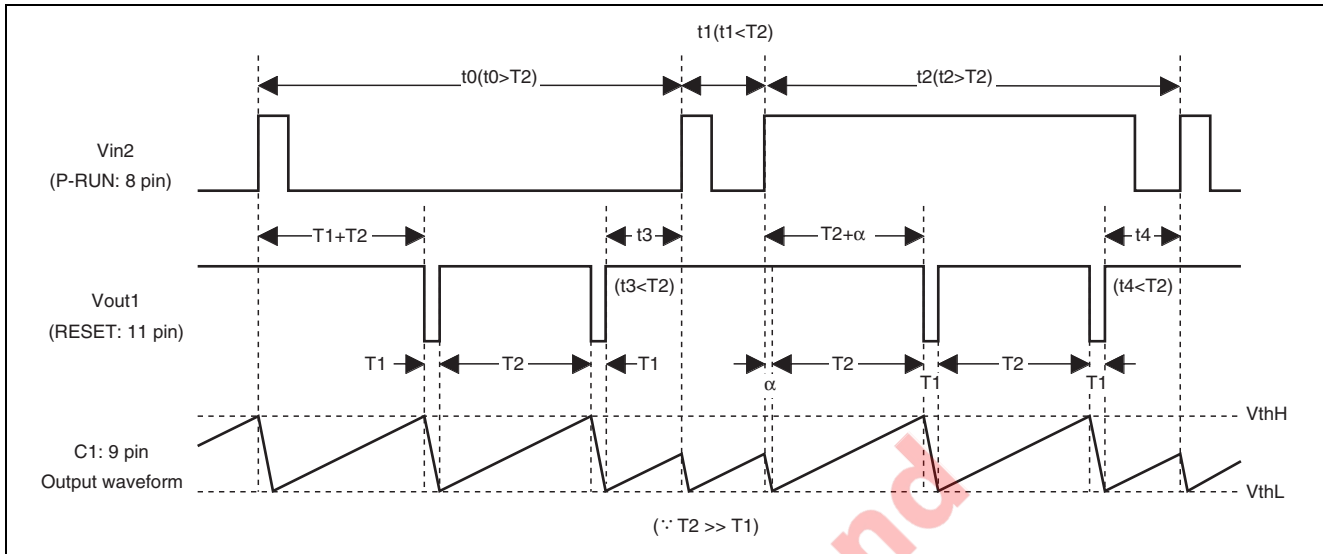 t1(t1<T2)
t0(t0>T2)
t2(t2>T2)
Vin2
(P-RUN: 8 pin)
T1+T2
t3
T2+α
t4
(t3<T2)
(t4<T2)
Vout1
(RESET: 11 pin)
T1
T2
T1
α
T2
T1
T2
T1
VthH
C1: 9 pin
Output waveform
VthL
(∵ T2 >> T1)
nd